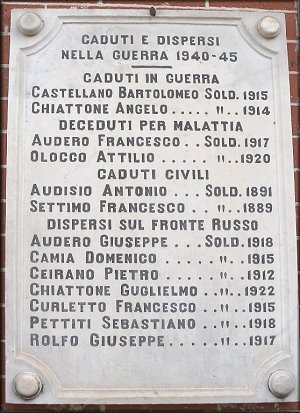 CADUTI E DISPERSI
NELLA GUERRA 1940-45
CADUTI IN GUERRA
CASTELLANO BARTOLOMEO SOLD. 1915
CHIATTONE ANGELO.... " .. 1914
DECEDUTI PER MALATTIA
AUDERO FRANCESCO.. SOLD. 1917
OLOCCO ATTILIO ..... " .. 1920
CADUTI CIVILI
AUDISIO ANTONIO ... SOLD. 1891
SETTIMO FRANCESCO .. " .. 1889
DISPERSI SUL FRONTE RUSSO
AUDERO GIUSEPPE... SOLD. 1918
CAMIA DOMENICO .... " .. 1915
CEIRANO PIETRO .... " .. 1912
CHIATTONE GUGLIELMO .. " .. 1922
CURLETTO FRANCESCO .. " .. 1915
PETTITI SEBASTIANO .. " .. 1918
ROLFO GIUSEPPE..... " .. 1917